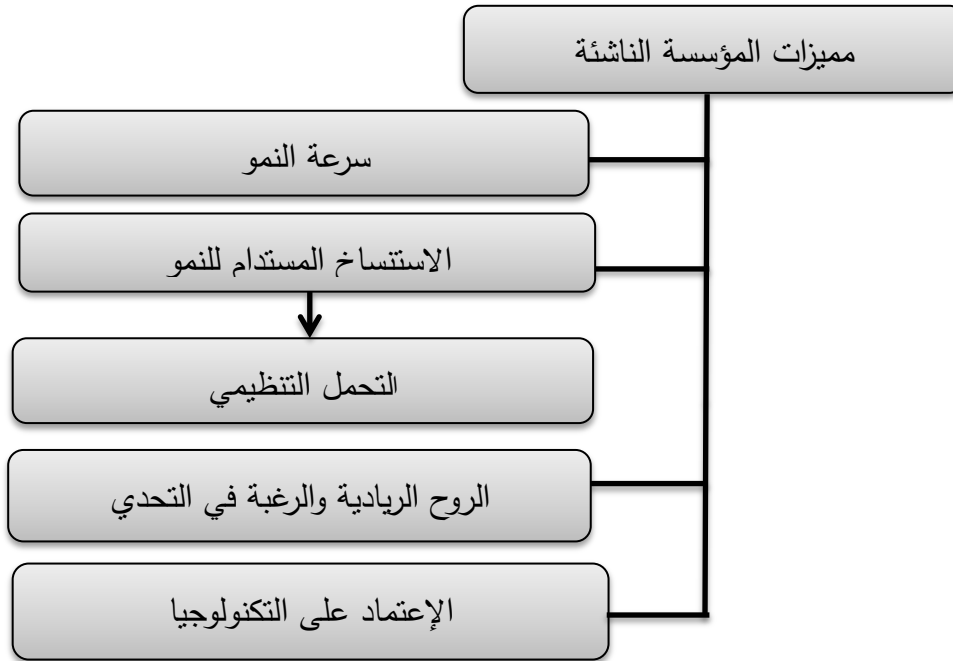 مميزات المؤسسة الناشئة
سرعة النمو
الاستنساخ المستدام للنمو
التحمل التنظيمي
الروح الريادية والرغبة في التحدي
الإعتماد على التكنولوجيا